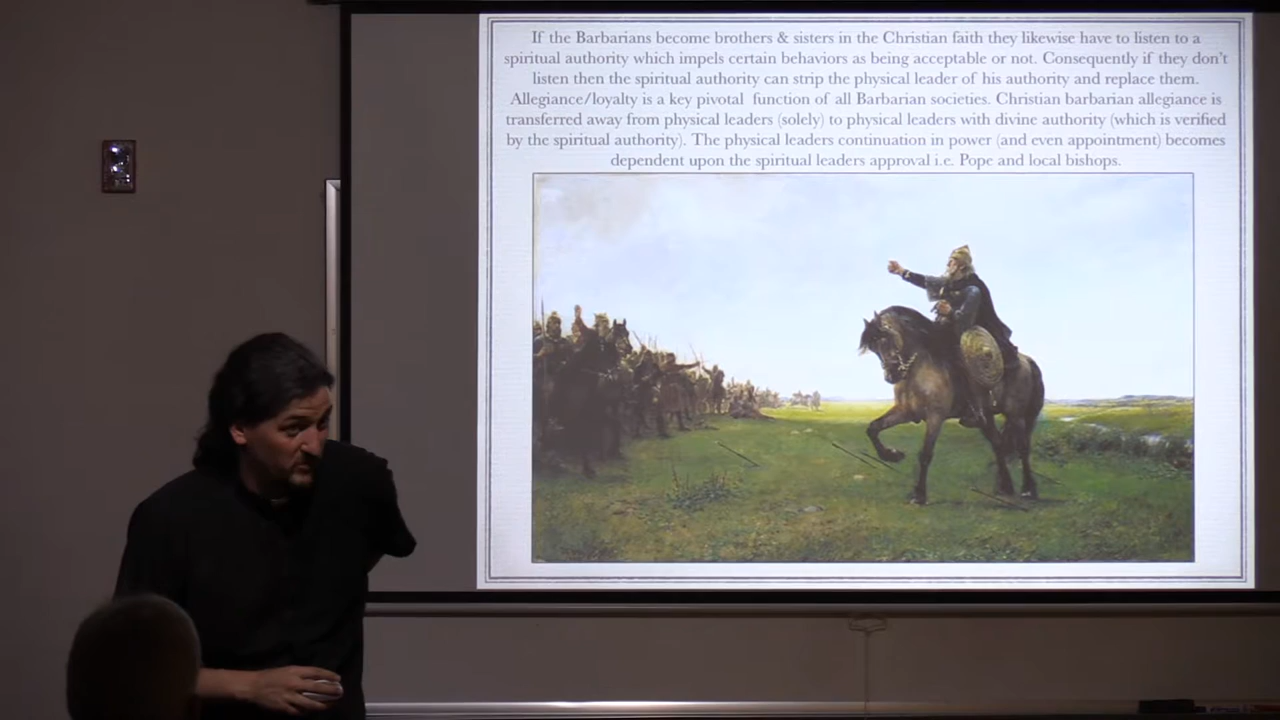 If the Barbarians become brothers & sisters in the Christian faith they likewise have to listen to a
spiritual authority which impels certain behaviors as being acceptable or not. Consequently if they don't
listen then the spiritual authority can strip the physical leader of his authority and replace them.
Allegiance/loyalty is a key pivotal function of all Barbarian societies. Christian barbarian allegiance is
transferred away from physical leaders (solely) to physical leaders with divine authority (which is verified
by the spiritual authority). The physical leaders continuation in power (and even appointment) becomes
dependent upon the spiritual leaders approval i.e. Pope and local bishops.